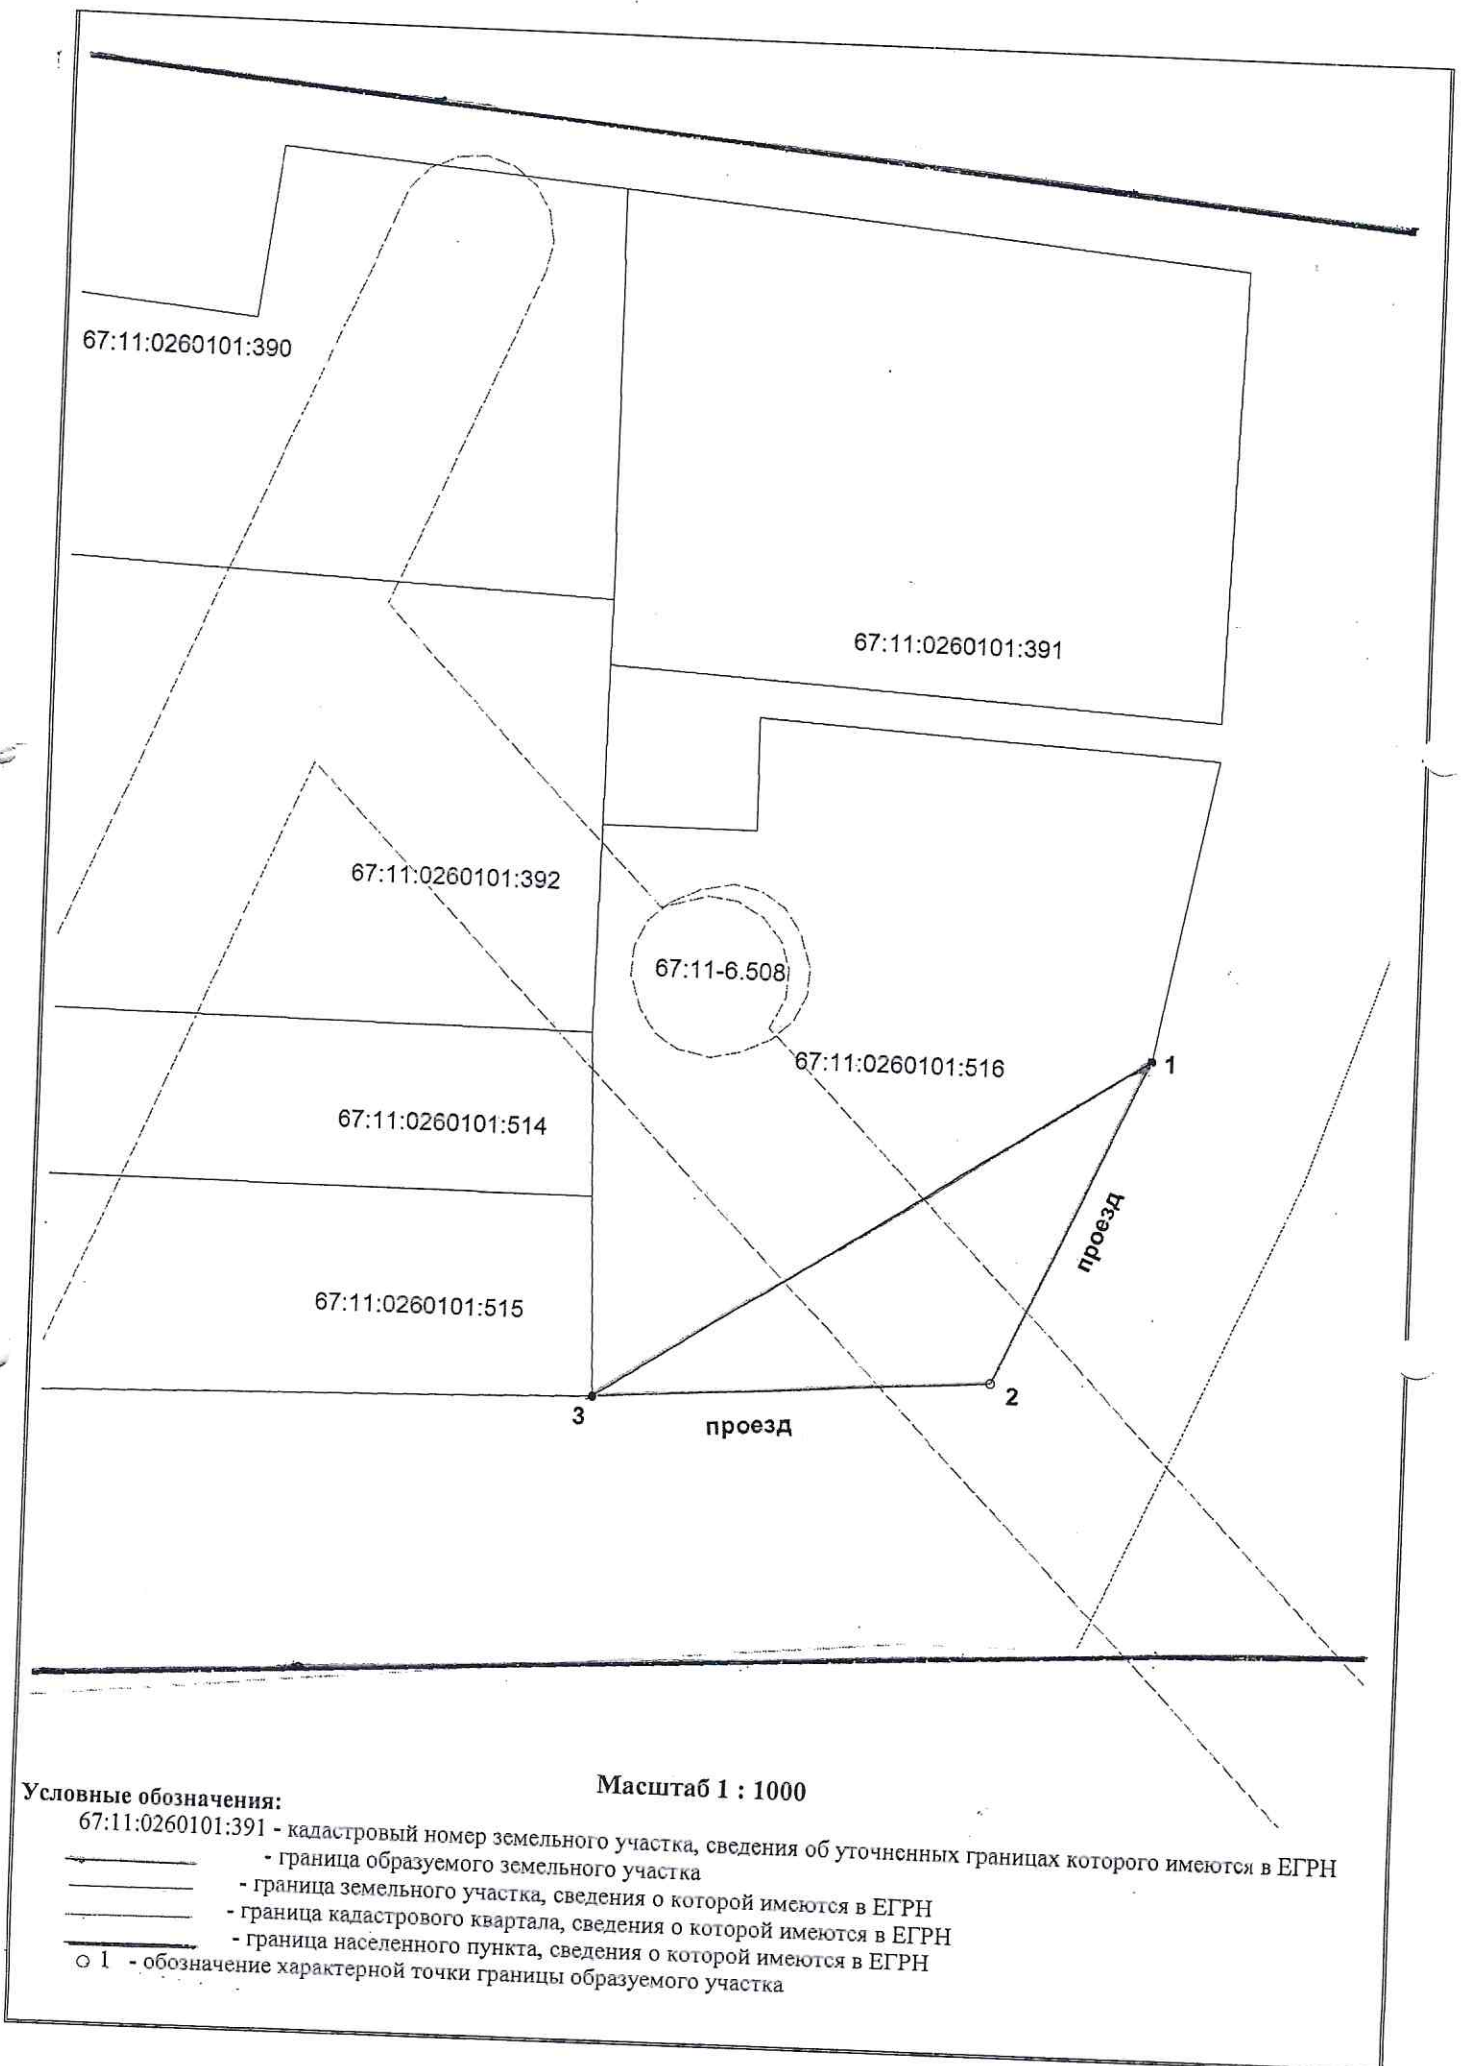 67:11:0260101:390
67:11:0260101:391
67:11:0260101:392
67:11-6.508
67:11:0260101:516
1
67:11:0260101:514
проезд
67:11:0260101:515
2
3
проезд
Масштаб 1 : 1000
Условные обозначения:
67:11:0260101:391 - кадастровый номер земельного участка, сведения об уточненных границах которого имеются в ЕГРН
- граница образуемого земельного участка
- граница земельного участка, сведения о которой имеются в ЕГРН
- граница кадастрового квартала, сведения о которой имеются в ЕГРН
- граница населенного пункта, сведения о которой имеются в ЕГРН
о 1 - обозначение характерной точки границы образуемого участка